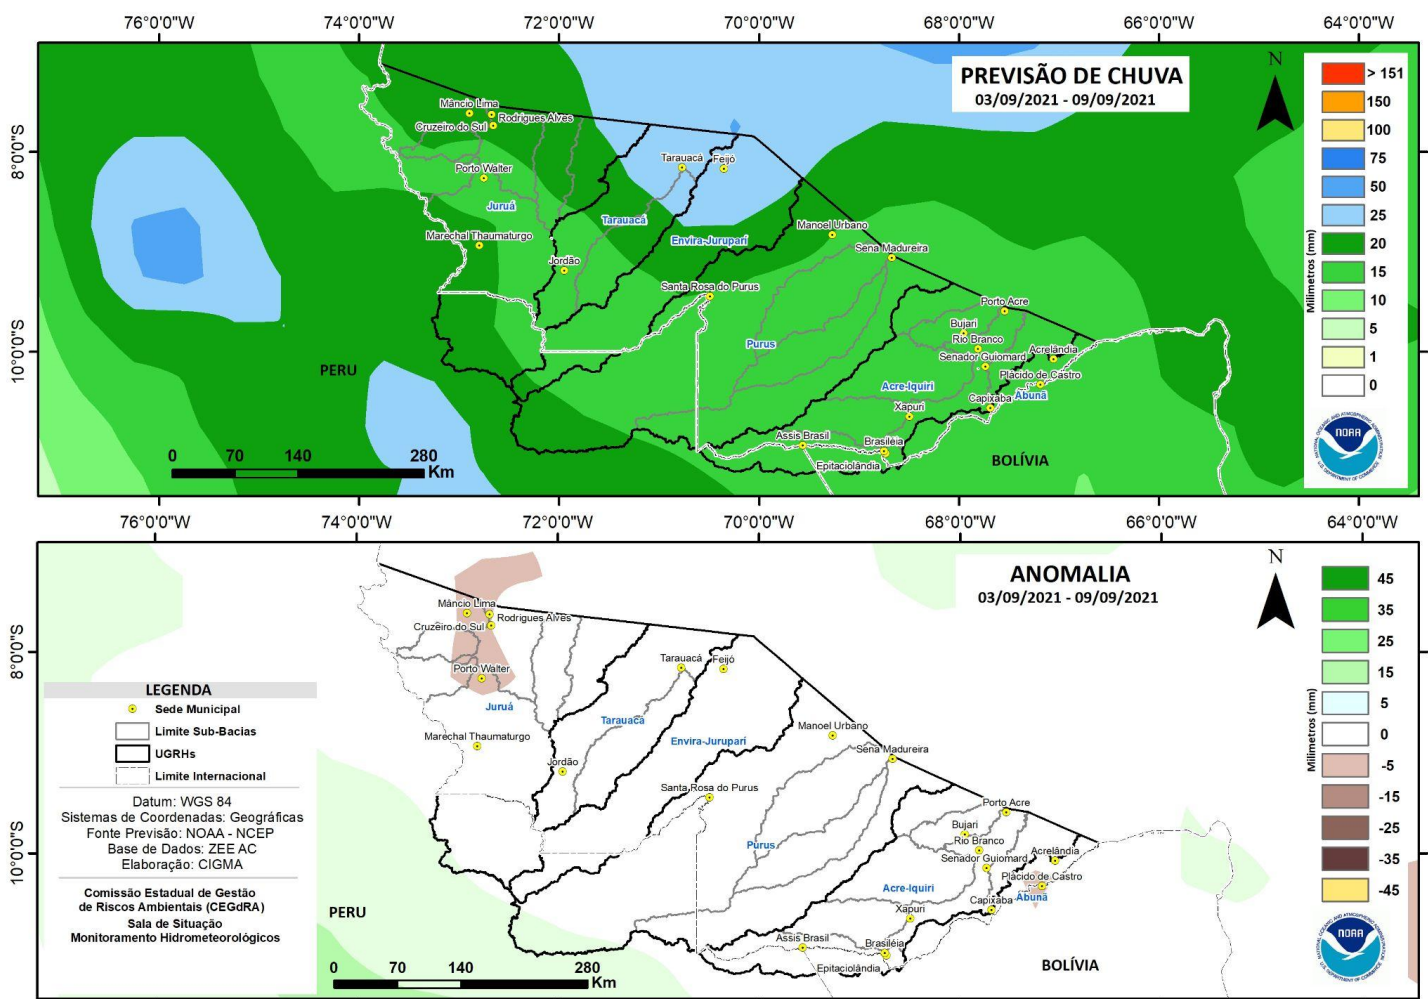 76°0'0"W
74°0'0"W
72°0'0"W
70°0'0"W
68°0'0"W
66°0'0"W
64°0'0"W
8°0'0"S
10°0'0"S
PREVISÃO DE CHUVA
03/09/2021 - 09/09/2021
N
Milímetros (mm)
> 151
150
100
75
50
25
20
15
10
5
1
0
NOAA
Mâncio Lima
Rodrigues Alves
Cruzeiro do Sul
Porto Walter
Juruá
Marechal Thaumaturgo
Jordão
Tarauacá
Feijó
Tarauacá
Envira-Jurupari
Manoel Urbano
Sena Madureira
Santa Rosa do Purus
Purus
Porto Acre
Bujari
Rio Branco
Senador Guiomard
Acrelândia
Plácido de Castro
Abunã
Acre-Iquiri
Capixaba
Xapuri
Assis Brasil
Brasiléia
Epitaciolândia
PERU
BOLÍVIA
0
70
140
280
Km
76°0'0"W
74°0'0"W
72°0'0"W
70°0'0"W
68°0'0"W
66°0'0"W
64°0'0"W
8°0'0"S
10°0'0"S
ANOMALIA
03/09/2021 - 09/09/2021
N
Milímetros (mm)
45
35
25
15
5
0
-5
-15
-25
-35
-45
NOAA
Mâncio Lima
Rodrigues Alves
Cruzeiro do Sul
Porto Walter
Juruá
Marechal Thaumaturgo
Jordão
Tarauacá
Feijó
Tarauacá
Envira-Jurupari
Manoel Urbano
Sena Madureira
Santa Rosa do Purus
Purus
Porto Acre
Bujari
Rio Branco
Senador Guiomard
Acrelândia
Plácido de Castro
Abunã
Acre-Iquiri
Capixaba
Xapuri
Assis Brasil
Brasiléia
Epitaciolândia
PERU
BOLÍVIA
0
70
140
280
Km
LEGENDA
Sede Municipal
Limite Sub-Bacias
UGRHs
Limite Internacional
Datum: WGS 84
Sistemas de Coordenadas: Geográficas
Fonte Previsão: NOAA - NCEP
Base de Dados: ZEE AC
Elaboração: CIGMA
Comissão Estadual de Gestão
de Riscos Ambientais (CEGdRA)
Sala de Situação
Monitoramento Hidrometeorológicos